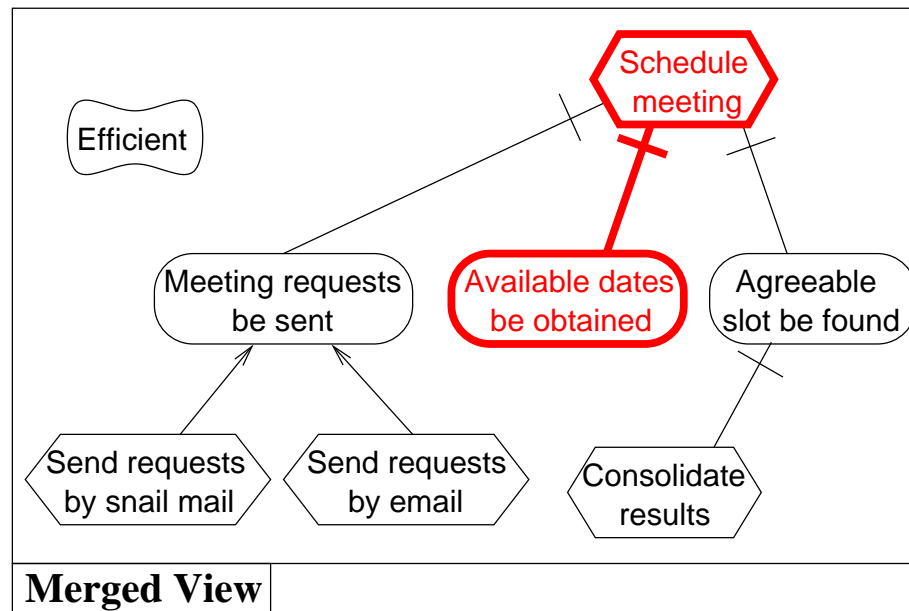 Schedule
meeting
Efficient
Meeting requests
be sent
Available dates
be obtained
Agreeable
slot be found
Send requests
by snail mail
Send requests
by email
Consolidate
results
Merged View